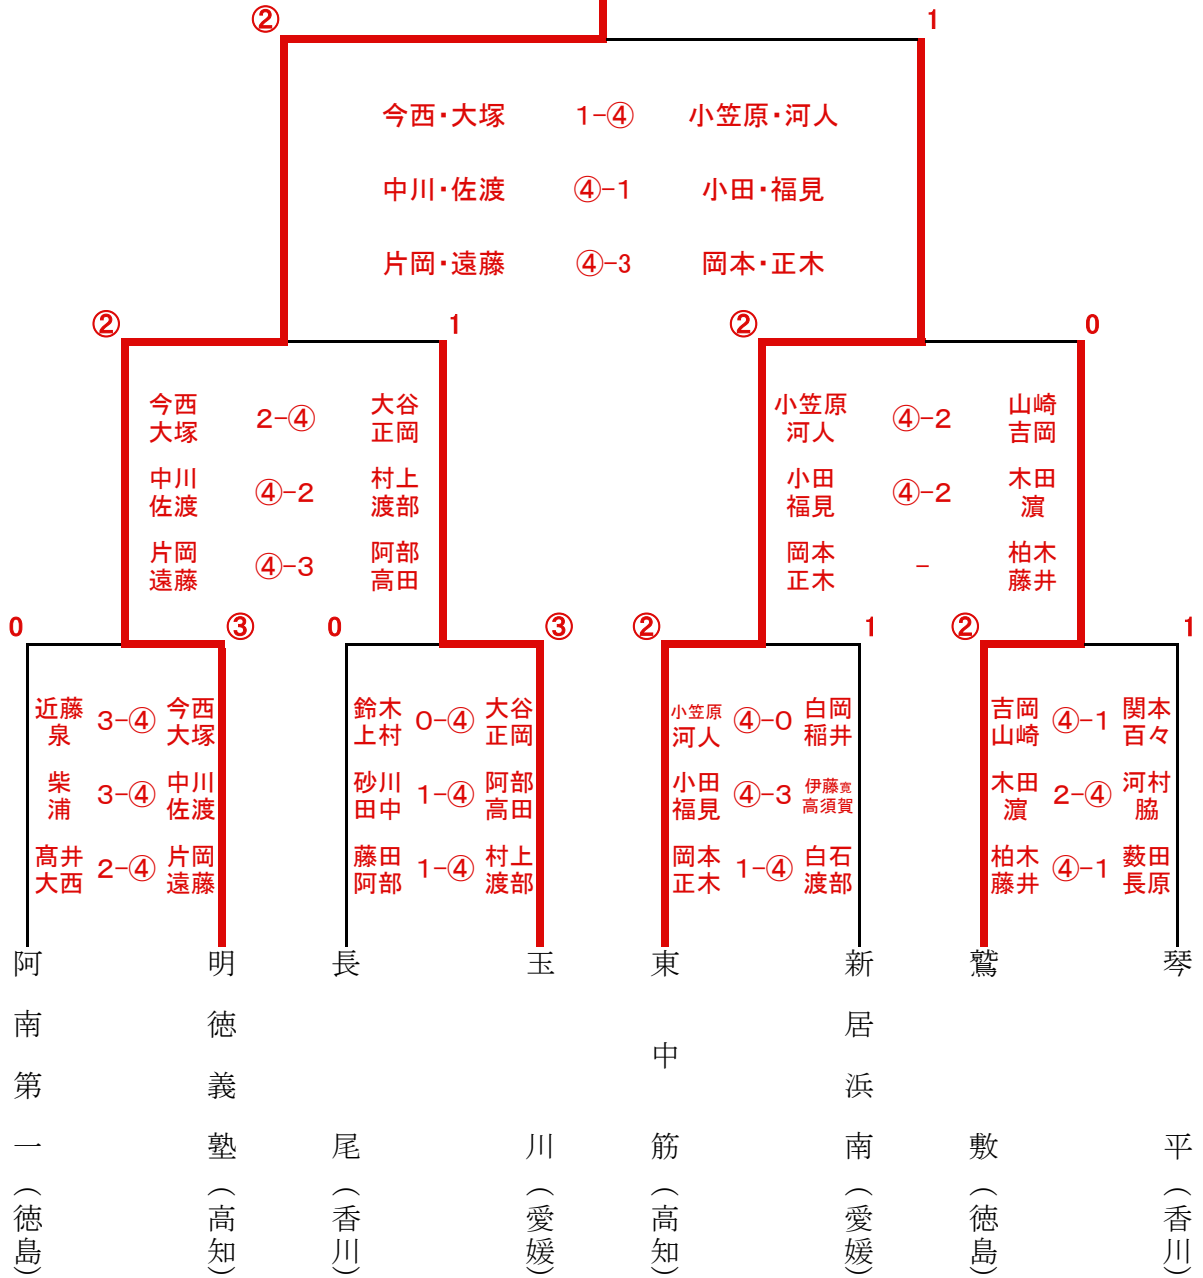 ② 1
今西・大塚 1-④ 小笠原・河人
中川・佐渡 ④-1 小田・福見
片岡・遠藤 ④-3 岡本・正木
② 1 ② 0
今西 大谷 小笠原 山崎
2-④ ④-2
大塚 正岡 河人 吉岡
中川 村上 小田 木田
④-2 ④-2
佐渡 渡部 福見 濵
片岡 阿部 岡本 柏木
④-3 -
遠藤 高田 正木 藤井
0 ③ 0 ③ ② 1 ② 1
近藤 今西 鈴木 大谷 小笠原 白岡 吉岡 関本
3-④ 0-④ ④-0 ④-1
泉 大塚 上村 正岡 河人 稲井 山崎 百々
柴 中川 砂川 阿部 小田 伊藤寛 木田 河村
3-④ 1-④ ④-3 2-④
浦 佐渡 田中 高田 福見 高須賀 濵 脇
髙井 片岡 藤田 村上 岡本 白石 柏木 薮田
2-④ 1-④ 1-④ ④-1
大西 遠藤 阿部 渡部 正木 渡部 藤井 長原
阿南第一（徳島）
明徳義塾（高知）
長尾（香川）
玉川（愛媛）
東中筋（高知）
新居浜南（愛媛）
鷲敷（徳島）
琴平（香川）